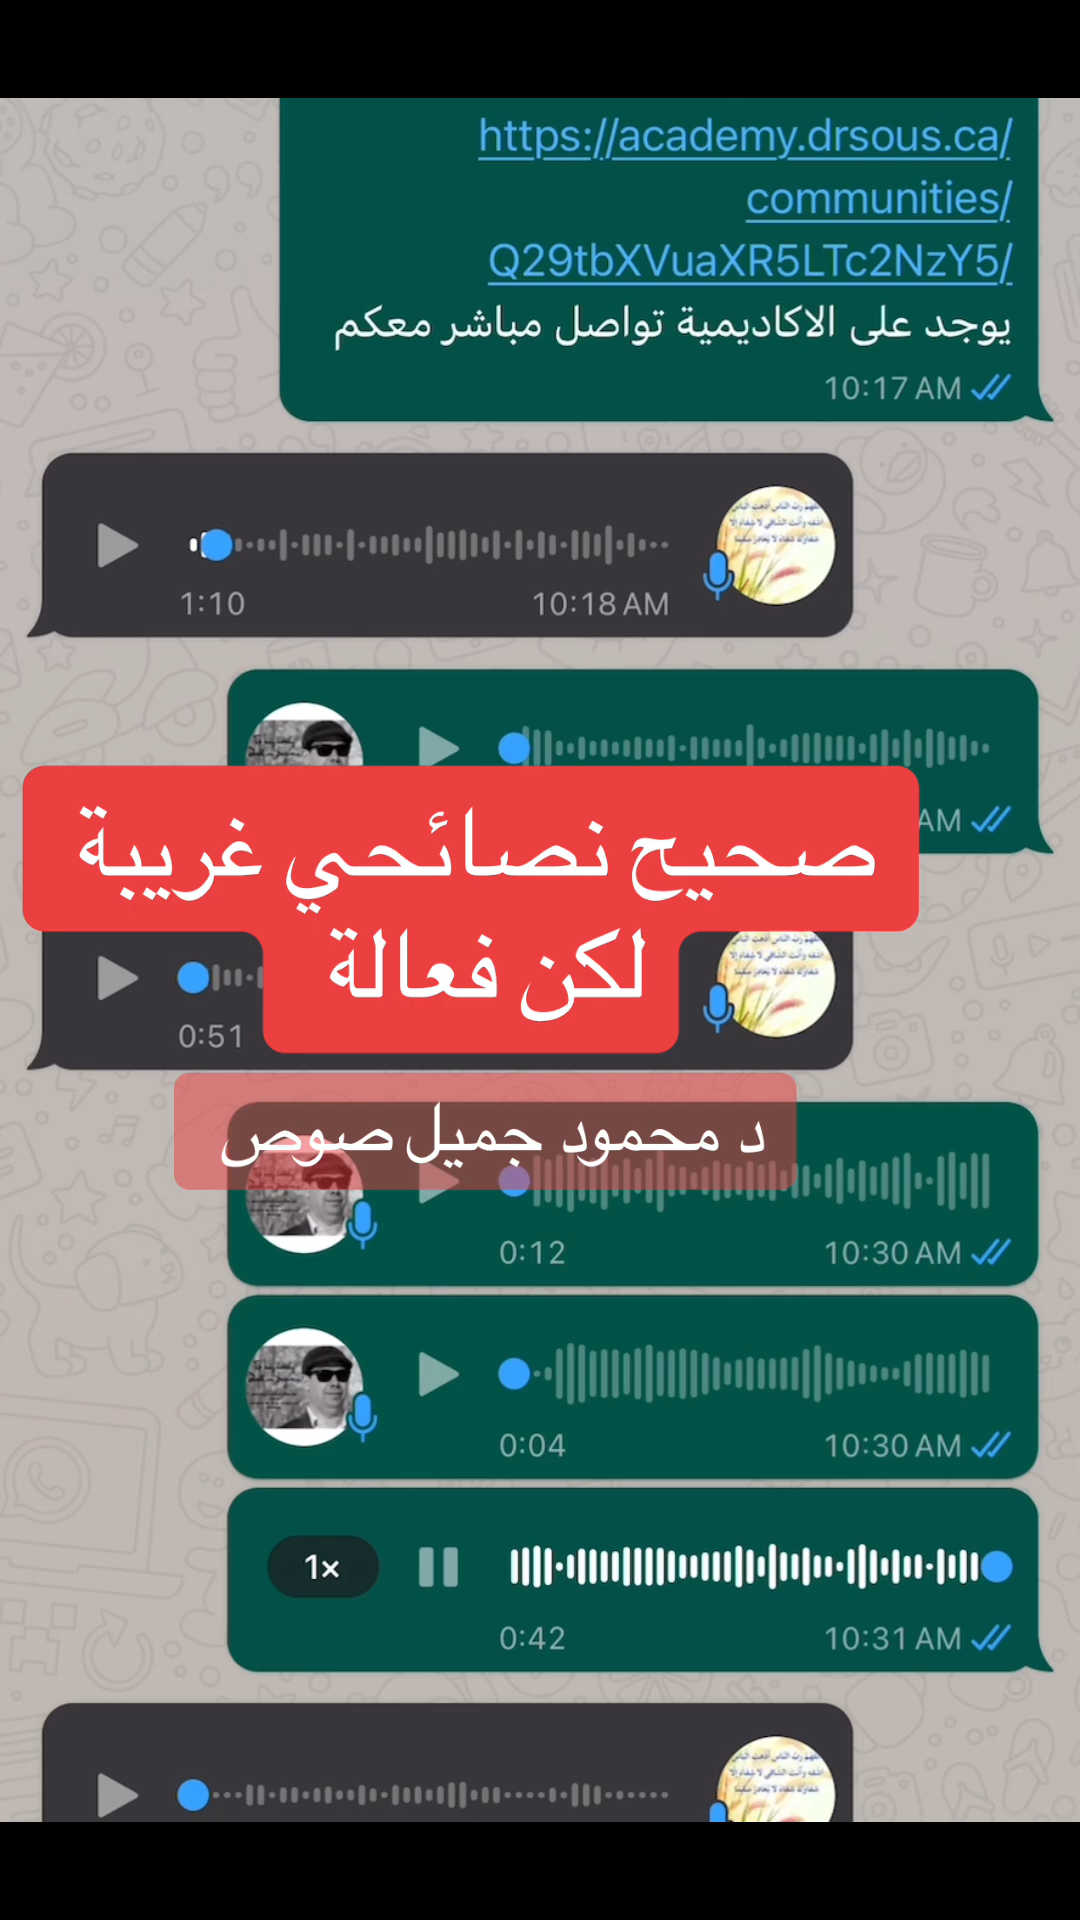 https://academy.drsous.ca/
communities/
Q29tbXVuaXR5LTc2NzY5/
يوجد على الاكاديمية تواصل مباشر معكم
10:17 AM
1:10
10:18 AM
AM
صحيح نصائحي غريبة
لكن فعالة
0:51
د محمود جميل صوص
0:12
10:30 AM
0:04
10:30 AM
1x
0:42
10:31 AM